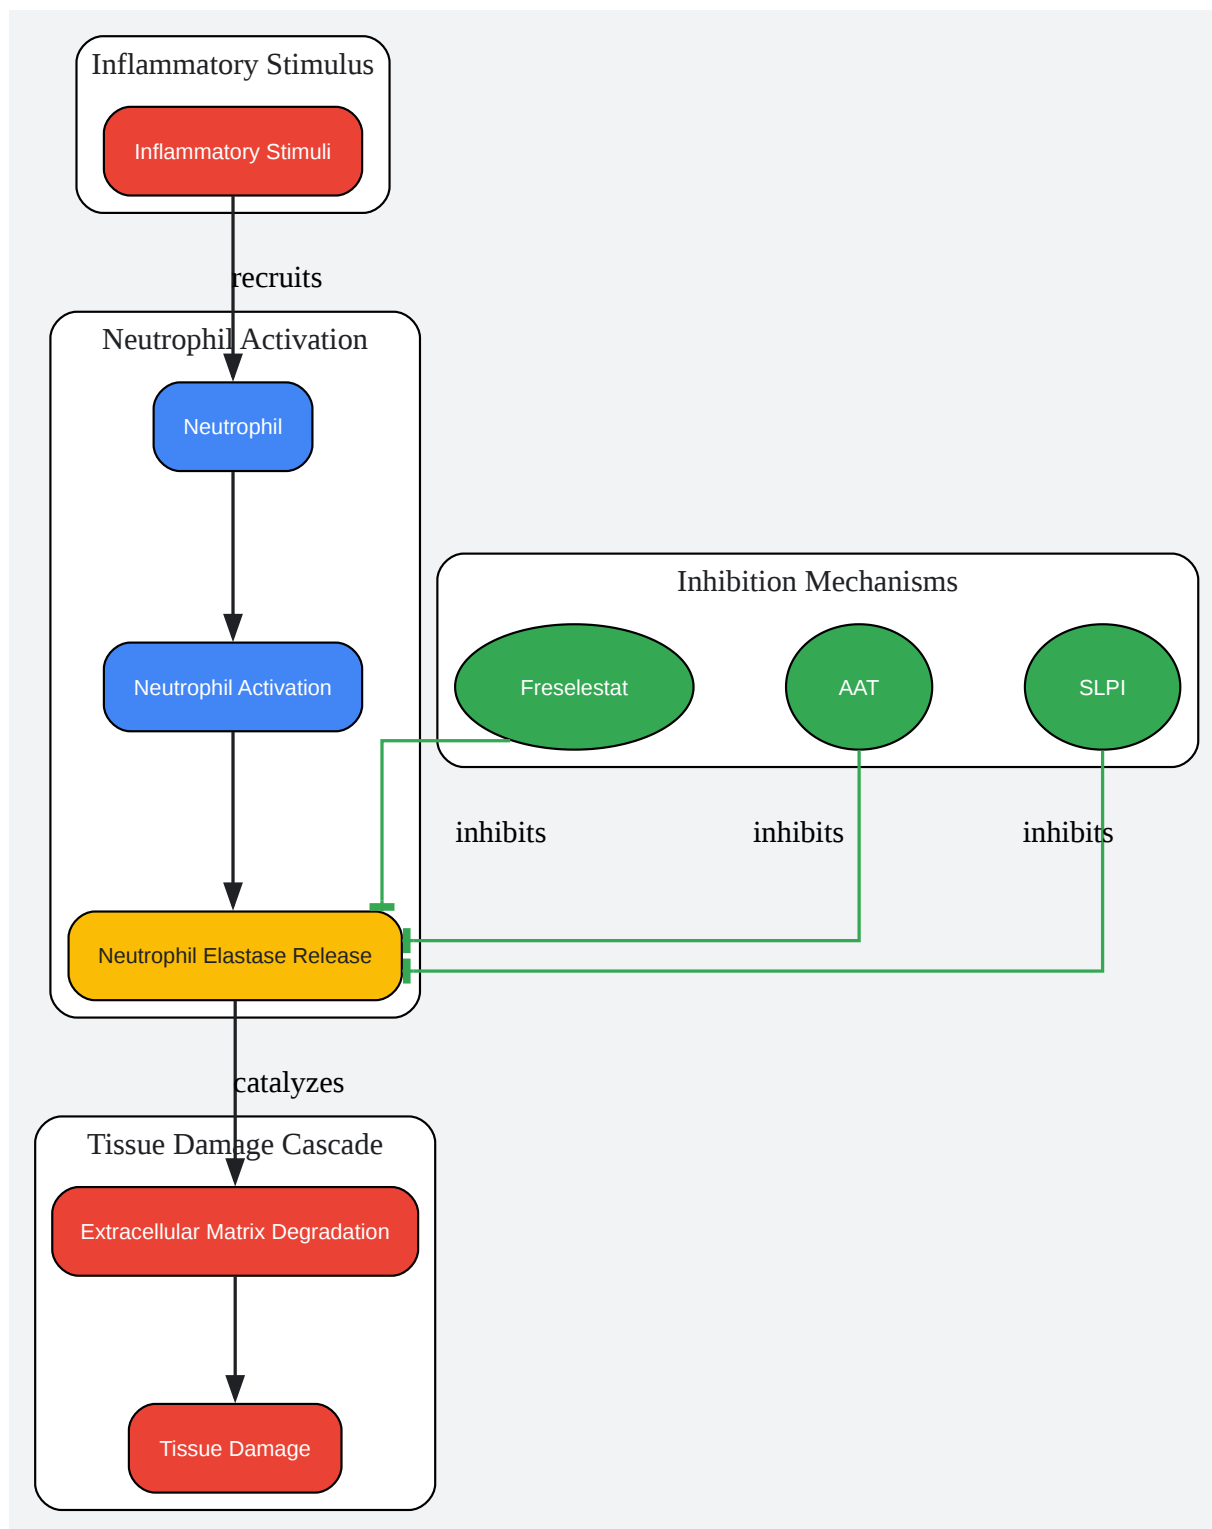 Inflammatory Stimulus
Inflammatory Stimuli
recruits
Neutrophil Activation
Neutrophil
Inhibition Mechanisms
Neutrophil Activation
Freselestat
AAT
SLPI
inhibits
inhibits
inhibits
Neutrophil Elastase Release
catalyzes
Tissue Damage Cascade
Extracellular Matrix Degradation
Tissue Damage